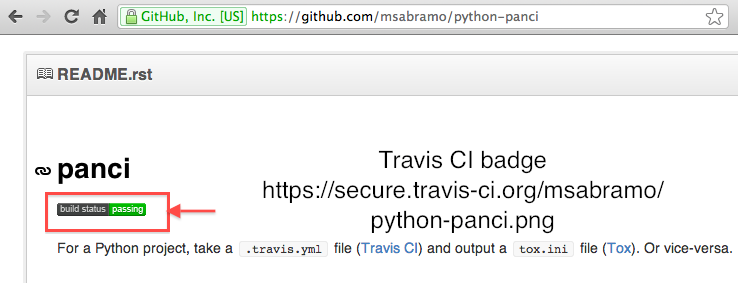 GitHub, Inc. [US] https://github.com/msabramo/python-panci
README.rst
panci
Travis CI badge
https://secure.travis-ci.org/msabramo/
python-panci.png
build status passing
For a Python project, take a .travis.yml file (Travis CI) and output a tox.ini file (Tox). Or vice-versa.